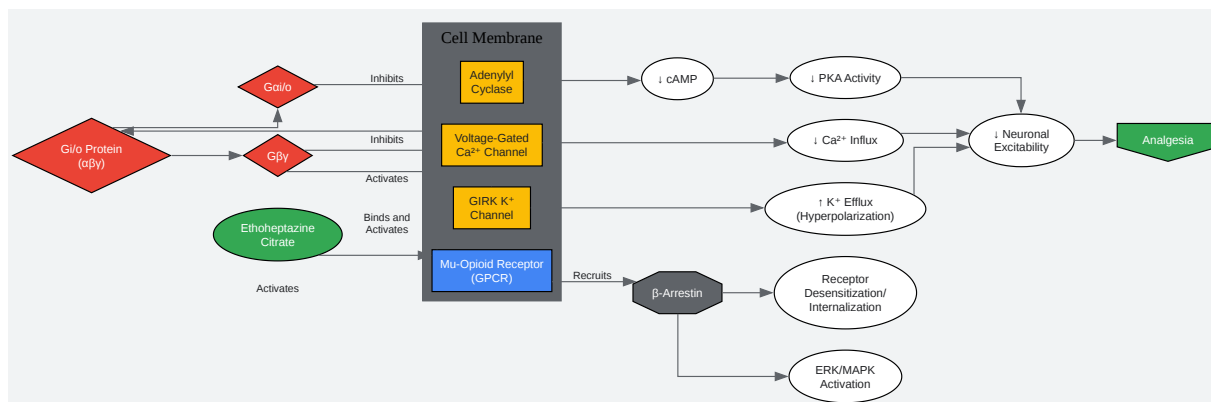 Cell Membrane
Adenylyl
Cyclase
Voltage-Gated
Ca²⁺ Channel
GIRK K⁺
Channel
Mu-Opioid Receptor
(GPCR)
Gαi/o
Inhibits
Gi/o Protein
(αβγ)
Gβγ
Inhibits
Activates
Ethoheptazine
Citrate
Binds and
Activates
Activates
↓ cAMP
↓ PKA Activity
↓ Ca²⁺ Influx
↑ K⁺ Efflux
(Hyperpolarization)
↓ Neuronal
Excitability
Analgesia
Recruits
β-Arrestin
Receptor
Desensitization/
Internalization
ERK/MAPK
Activation